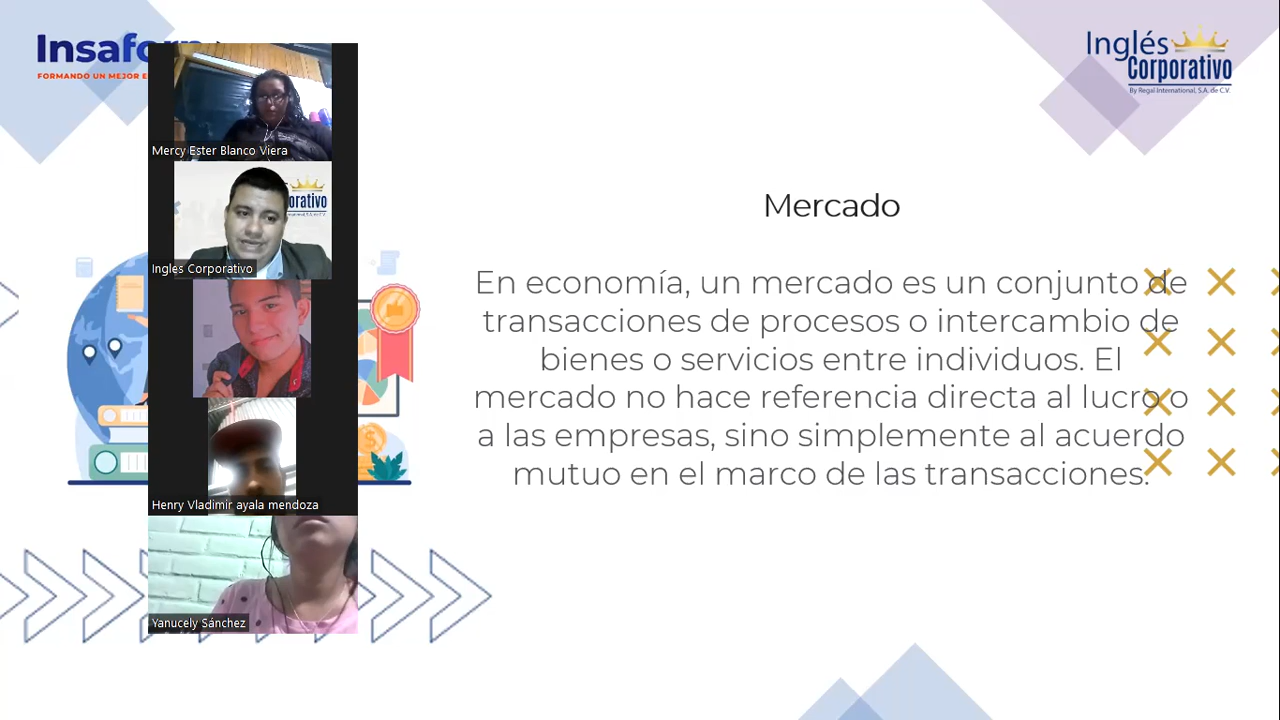 Insafo
FORMANDO UN MEJOR E
Inglés
Corporativo
By Regal International, S.A. de C.V.
Mercy Ester Blanco Viera
orativo
Ingles Corporativo
Henry Vladimir ayala mendoza
Yanucely Sánchez
Mercado
En economía, un mercado es un conjunto de
transacciones de procesos o intercambio de
bienes o servicios entre individuos. El
mercado no hace referencia directa al lucro o
a las empresas, sino simplemente al acuerdo
mutuo en el marco de las transacciones.